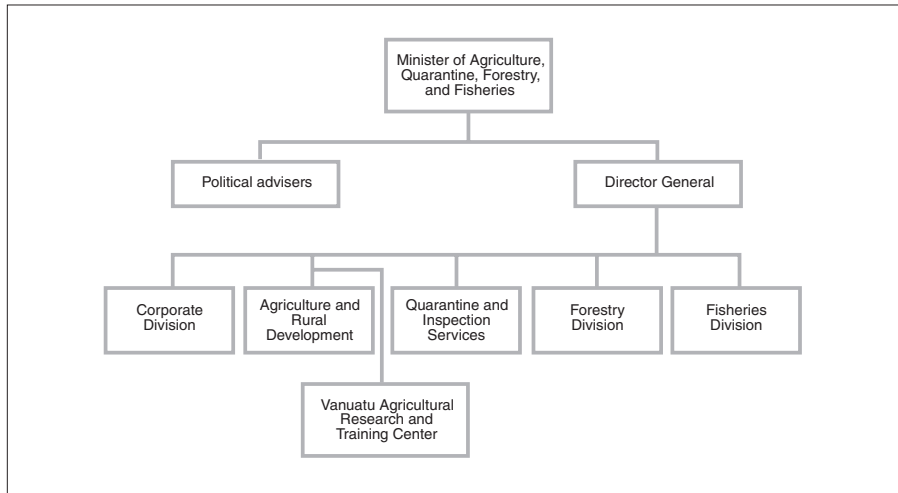 Minister of Agriculture,
Quarantine, Forestry,
and Fisheries
Political advisers
Director General
Corporate
Division
Agriculture and
Rural
Development
Quarantine and
Inspection
Services
Forestry
Division
Fisheries
Division
Vanuatu Agricultural
Research and
Training Center